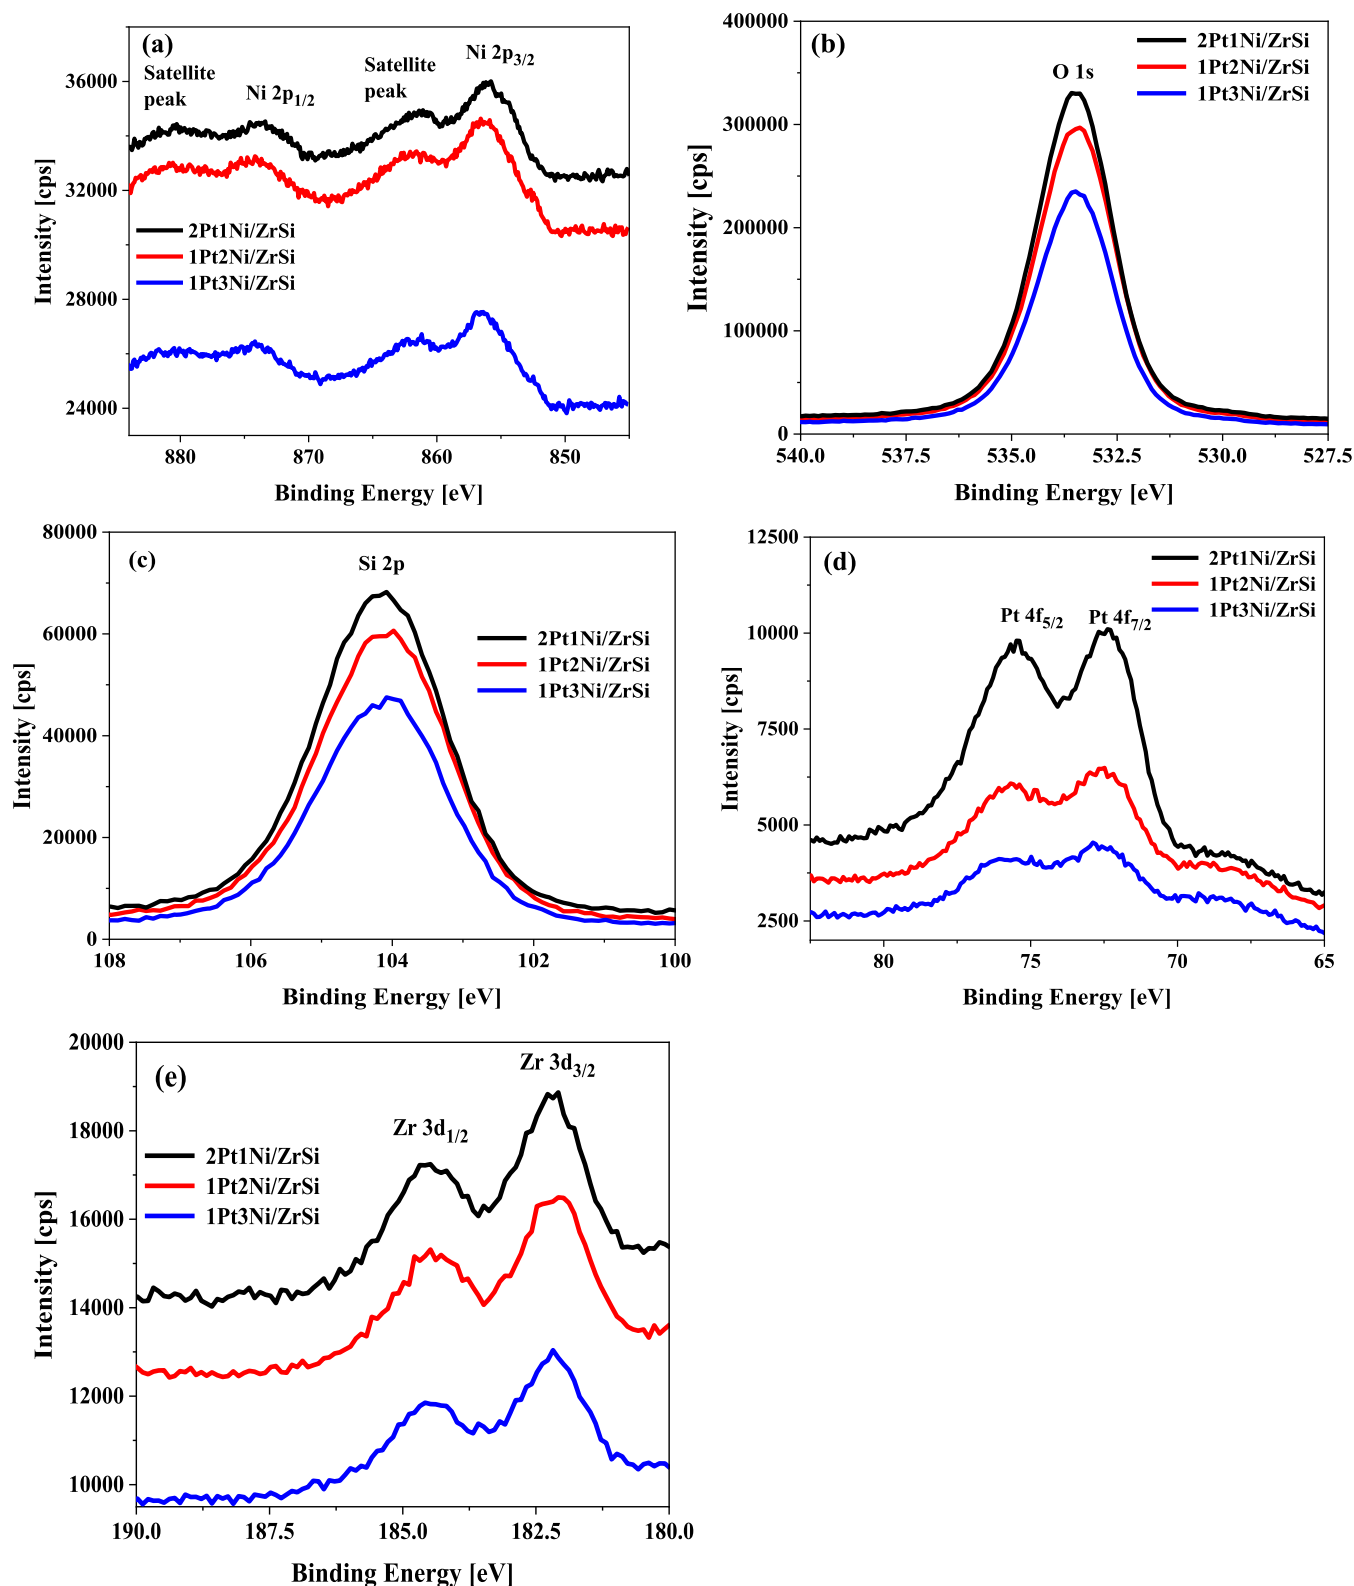 (a)
Ni 2p3/2
Satellite
peak
Satellite
peak
Ni 2p1/2
2Pt1Ni/ZrSi
1Pt2Ni/ZrSi
1Pt3Ni/ZrSi
36000
32000
28000
24000
Intensity [cps]
880
870
860
850
Binding Energy [eV]
(b)
O 1s
2Pt1Ni/ZrSi
1Pt2Ni/ZrSi
1Pt3Ni/ZrSi
400000
300000
200000
100000
0
Intensity [cps]
540.0
537.5
535.0
532.5
530.0
527.5
Binding Energy [eV]
(c)
Si 2p
2Pt1Ni/ZrSi
1Pt2Ni/ZrSi
1Pt3Ni/ZrSi
80000
60000
40000
20000
0
Intensity [cps]
108
106
104
102
100
Binding Energy [eV]
(d)
2Pt1Ni/ZrSi
1Pt2Ni/ZrSi
1Pt3Ni/ZrSi
Pt 4f5/2
Pt 4f7/2
12500
10000
7500
5000
2500
Intensity [cps]
80
75
70
65
Binding Energy [eV]
(e)
Zr 3d3/2
Zr 3d1/2
2Pt1Ni/ZrSi
1Pt2Ni/ZrSi
1Pt3Ni/ZrSi
20000
18000
16000
14000
12000
10000
Intensity [cps]
190.0
187.5
185.0
182.5
180.0
Binding Energy [eV]